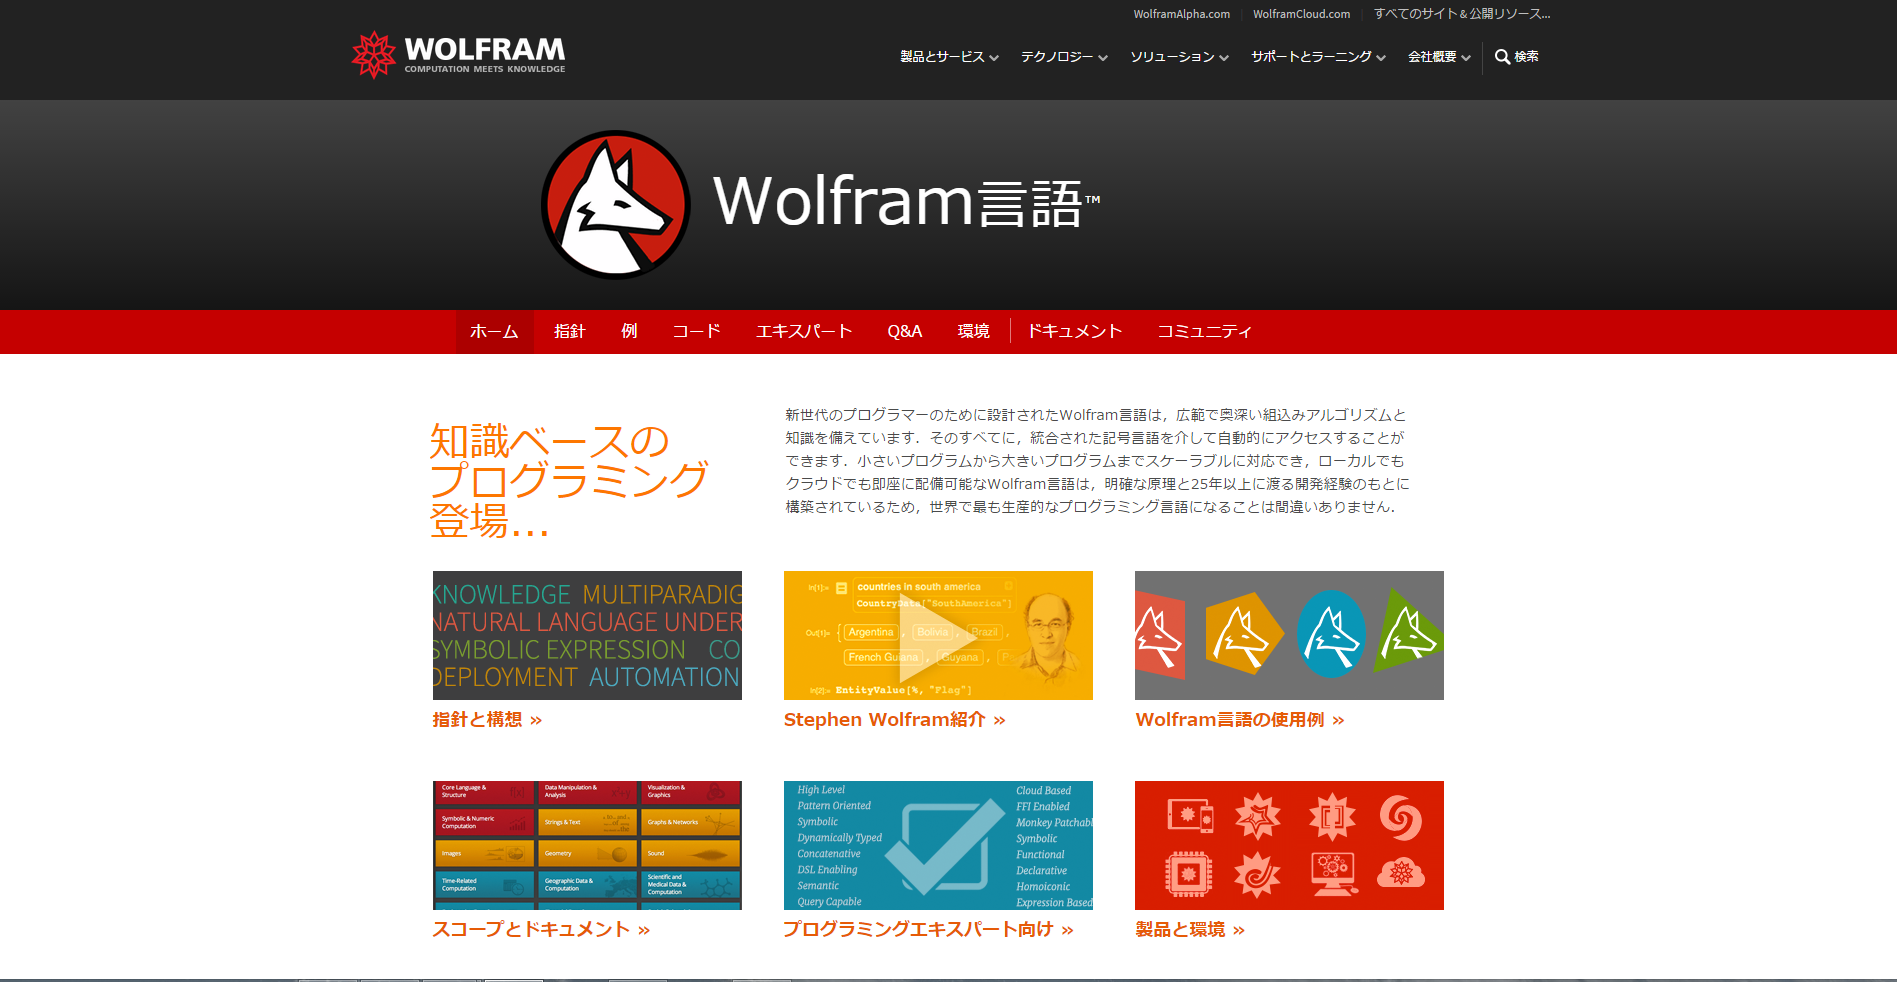 WolframAlpha.com
WolframCloud.com
すべてのサイト & 公開リソース...
WOLFRAM
COMPUTATION MEETS KNOWLEDGE
製品とサービス
テクノロジー
ソリューション
サポートとラーニング
会社概要
検索
Wolfram言語™
ホーム
指針
例
コード
エキスパート
Q&A
環境
ドキュメント
コミュニティ
知識ベースの
プログラミング
登場...
新世代のプログラマーのために設計されたWolfram言語は，広範で奥深い組込みアルゴリズムと
知識を備えています．そのすべてに，統合された記号言語を介して自動的にアクセスすることが
できます．小さいプログラムから大きいプログラムまでスケーラブルに対応でき，ローカルでも
クラウドでも即座に配備可能なWolfram言語は，明確な原理と25年以上に渡る開発経験のもとに
構築されているため，世界で最も生産的なプログラミング言語になることは間違いありません．
KNOWLEDGE MULTIPARADIG
NATURAL LANGUAGE UNDER
SYMBOLIC EXPRESSION CO
DEPLOYMENT AUTOMATION
指針と構想 »
In[1]:= countries in south america
CountryData["SouthAmerica"]
Out[1]= { Argentina , Bolivia , Brazil ,
French Guiana , Guyana ,
In[2]:= EntityValue[%, "Flag"]
Stephen Wolfram紹介 »
Wolfram言語の使用例 »
Core Language &
Structure
f(x)
Data Manipulation &
Analysis
Visualization &
Graphics
Symbolic & Numeric
Computation
Strings & Text
Graphs & Networks
Images
Geometry
Sound
Time-Related
Computation
Geographic Data &
Computation
Scientific and
Medical Data &
Computation
スコープとドキュメント »
High Level
Pattern Oriented
Symbolic
Dynamically Typed
Concatenative
DSL Enabling
Semantic
Query Capable
Cloud Based
FFI Enabled
Monkey Patchabl
Symbolic
Functional
Declarative
Homoiconic
Expression Based
プログラミングエキスパート向け »
製品と環境 »